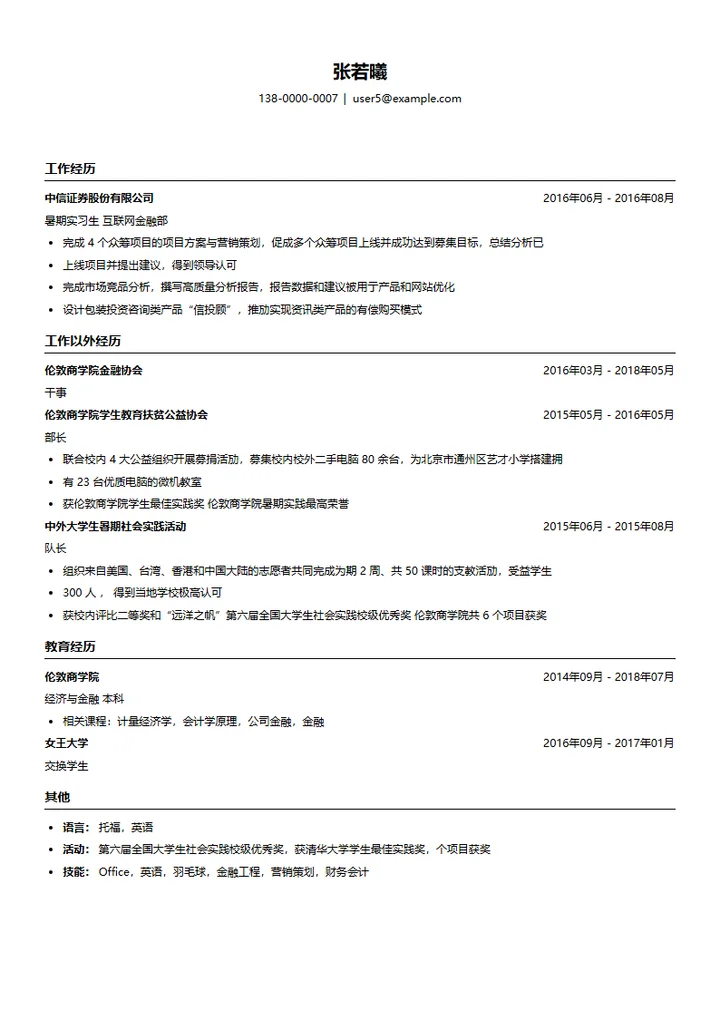 张若曦
138-0000-0007 | user5@example.com
工作经历
中信证券股份有限公司 2016年06月 - 2016年08月
暑期实习生 互联网金融部
• 完成 4 个众筹项目的项目方案与营销策划，促成多个众筹项目上线并成功达到募集目标，总结分析已
• 上线项目并提出建议，得到领导认可
• 完成市场竞品分析，撰写高质量分析报告，报告数据和建议被用于产品和网站优化
• 设计包装投资咨询类产品“信投顾”，推动实现资讯类产品的有偿购买模式
工作以外经历
伦敦商学院金融协会 2016年03月 - 2018年05月
干事
伦敦商学院学生教育扶贫公益协会 2015年05月 - 2016年05月
部长
• 联合校内 4 大公益组织开展募捐活动，募集校内校外二手电脑 80 余台，为北京市通州区艺才小学搭建拥
• 有 23 台优质电脑的微机教室
• 获伦敦商学院学生最佳实践奖 伦敦商学院暑期实践最高荣誉
中外大学生暑期社会实践活动 2015年06月 - 2015年08月
队长
• 组织来自美国、台湾、香港和中国大陆的志愿者共同完成为期 2 周、共 50 课时的支教活动，受益学生
• 300 人 ， 得到当地学校极高认可
• 获校内评比二等奖和“远洋之帆”第六届全国大学生社会实践校级优秀奖 伦敦商学院共 6 个项目获奖
教育经历
伦敦商学院 2014年09月 - 2018年07月
经济与金融 本科
• 相关课程：计量经济学，会计学原理，公司金融，金融
女王大学 2016年09月 - 2017年01月
交换学生
其他
• 语言： 托福，英语
• 活动： 第六届全国大学生社会实践校级优秀奖，获清华大学学生最佳实践奖，个项目获奖
• 技能： Office，英语，羽毛球，金融工程，营销策划，财务会计